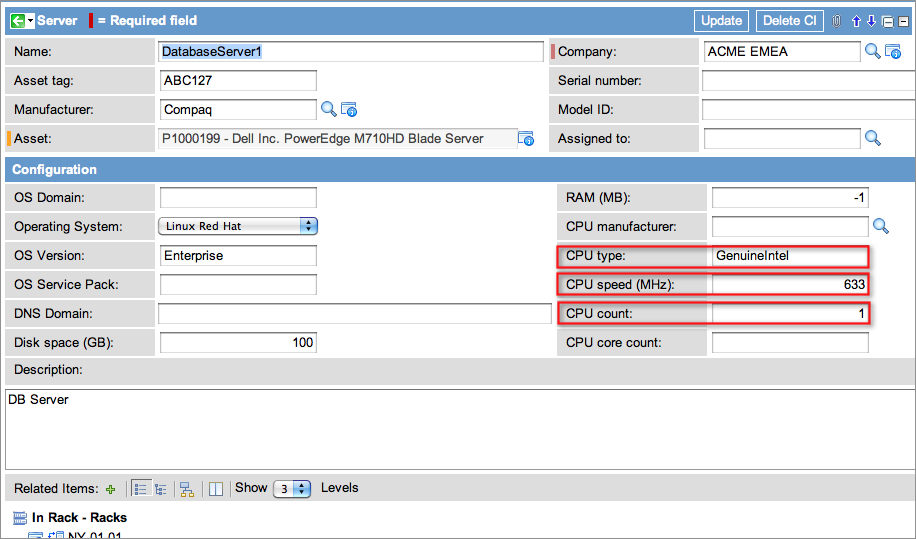 Server = Required field Update Delete CI
Name: DatabaseServer1 Company: ACME EMEA
Asset tag: ABC127 Serial number:
Manufacturer: Compaq Model ID:
Asset: P1000199 - Dell Inc. PowerEdge M710HD Blade Server Assigned to:
Configuration
OS Domain: RAM (MB): -1
Operating System: Linux Red Hat CPU manufacturer:
OS Version: Enterprise CPU type: GenuineIntel
OS Service Pack: CPU speed (MHz): 633
DNS Domain: CPU count: 1
Disk space (GB): 100 CPU core count:
Description:
DB Server
Related Items: Show 3 Levels
In Rack - Racks
NY-01-01